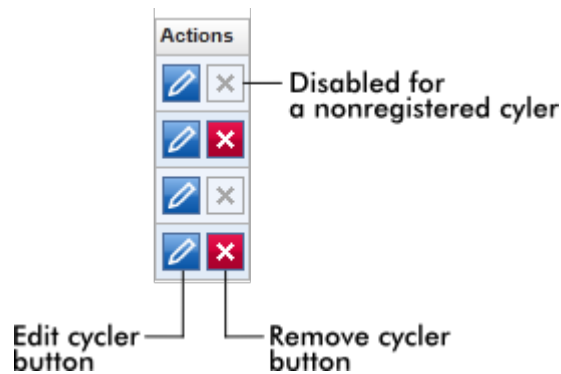 Actions
Disabled for
a nonregistered cyler
Edit cycler
button
Remove cycler
button